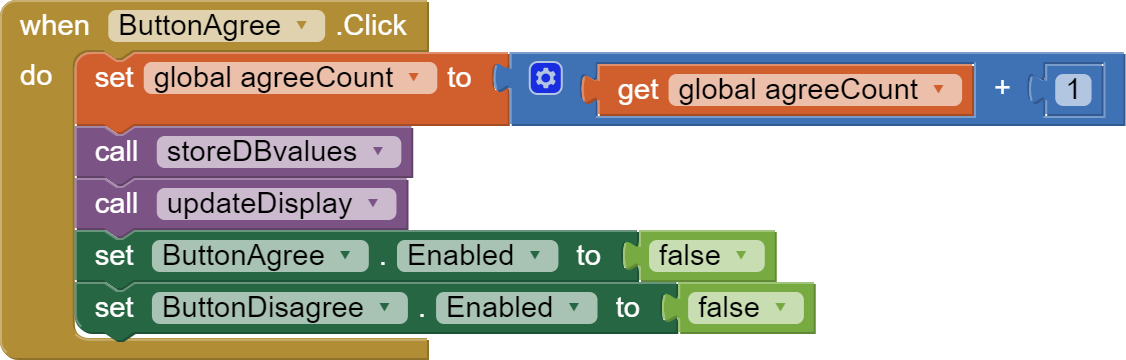 when ButtonAgree .Click
do set global agreeCount to get global agreeCount + 1
call storeDBvalues
call updateDisplay
set ButtonAgree . Enabled to false
set ButtonDisagree . Enabled to false